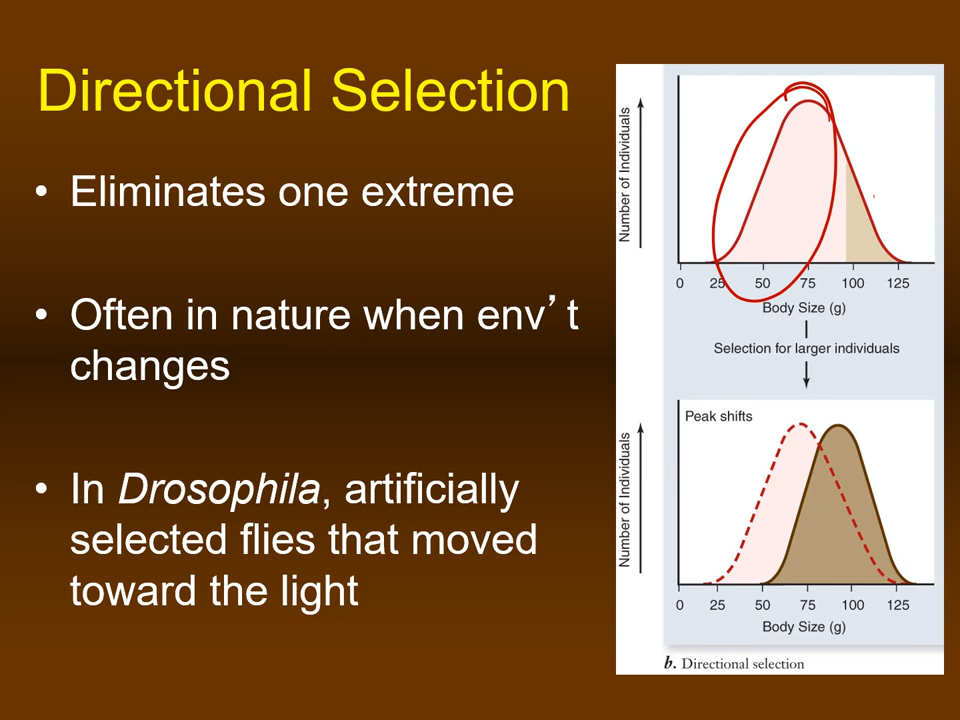 Directional Selection
• Eliminates one extreme
• Often in nature when env’t
changes
• In Drosophila, artificially
selected flies that moved
toward the light
Number of Individuals
0 25 50 75 100 125
Body Size (g)
Selection for larger individuals
Peak shifts
Number of Individuals
0 25 50 75 100 125
Body Size (g)
b. Directional selection